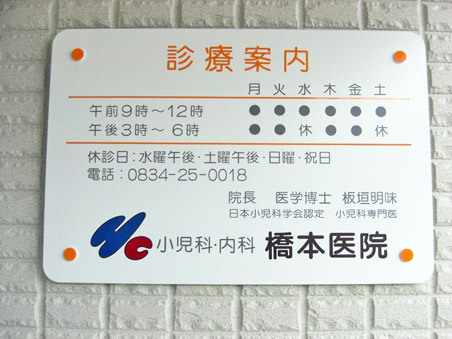 診療案内
月 火 水 木 金 土
午前9時～12時 ● ● ● ● ● ●
午後3時～ 6時 ● ● 休 ● ● 休
休診日：水曜午後・土曜午後・日曜・祝日
電話：0834-25-0018
院長 医学博士 板垣明味
日本小児科学会認定 小児科専門医
HC 小児科・内科 橋本医院